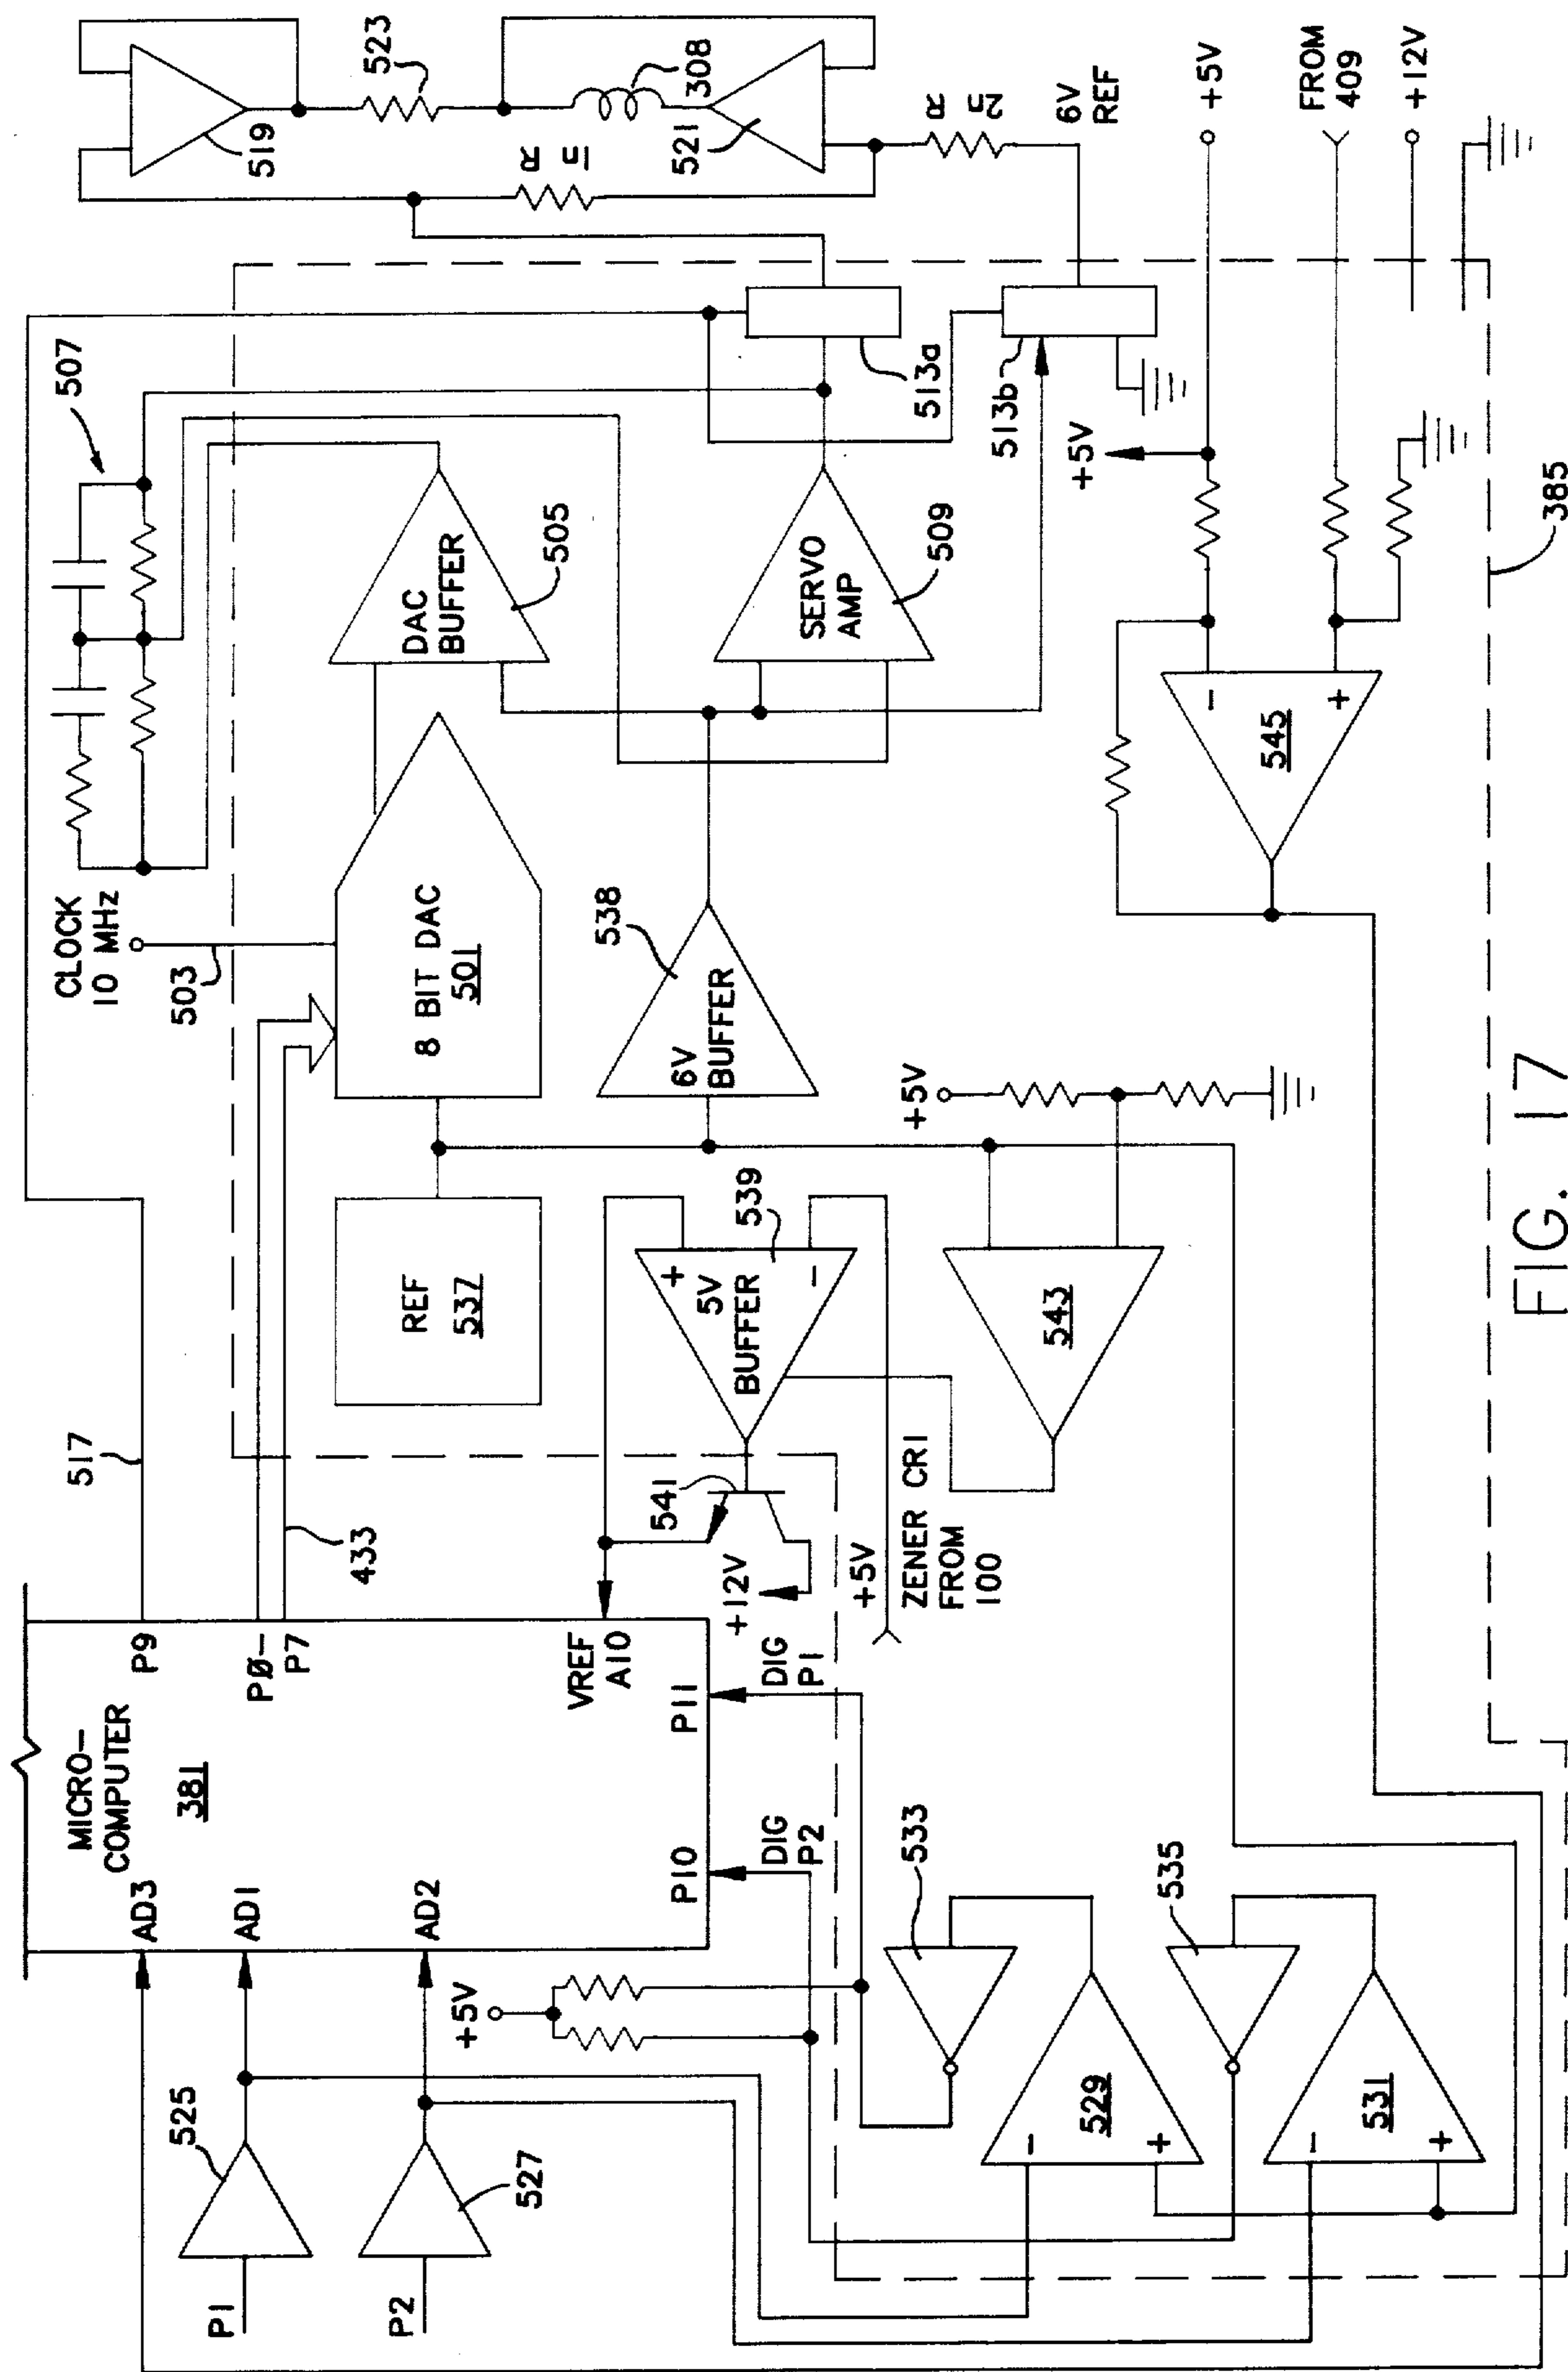 MICRO-
COMPUTER
381
AD3
AD1
AD2
P9
PØ-
P7
VREF
A10
P10
P11
DIG
P2
DIG
P1
517
433
P1
525
P2
527
+5V
CLOCK
10 MHz
503
507
REF
537
8 BIT DAC
501
DAC
BUFFER
505
6V
BUFFER
538
SERVO
AMP
509
513a
513b
519
523
308
521
6V
REF
541
+12V
5V
BUFFER
539
+
-
+5V
ZENER CR1
FROM
100
543
+5V
533
529
-
+
535
531
-
+
545
-
+
+5V
+5V
FROM
409
+12V
385
FIG. 17